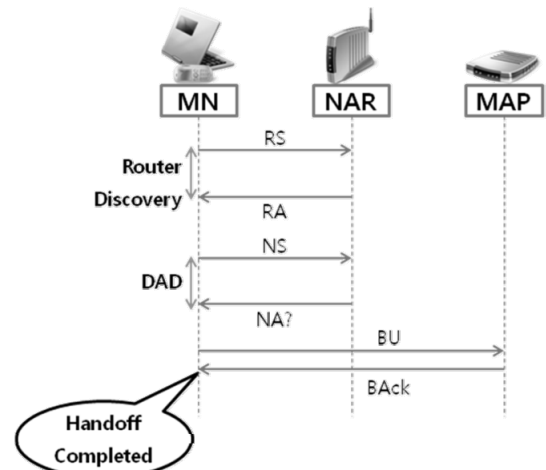 MN
NAR
MAP
RS
Router
Discovery
RA
NS
DAD
NA?
BU
BAck
Handoff
Completed